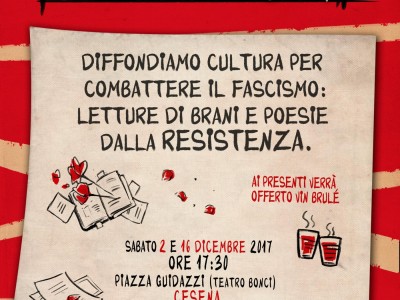 DIFFONDIAMO CULTURA PER
COMBATTERE IL FASCISMO:
LETTURE DI BRANI E POESIE
DALLA RESISTENZA.
AI PRESENTI VERRÀ
OFFERTO VIN BRULÉ
SABATO 2 E 16 DICEMBRE 2017
ORE 17:30
PIAZZA GUIDAZZI (TEATRO BONCI)
CESENA